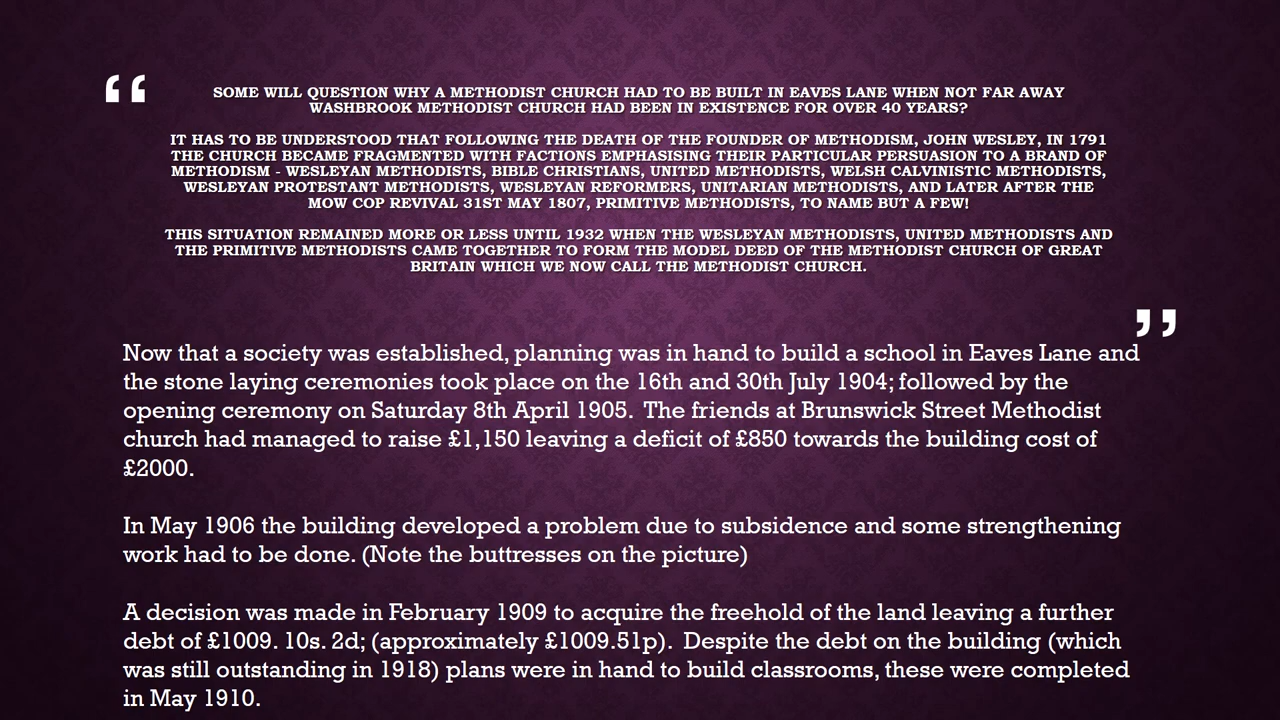 “
SOME WILL QUESTION WHY A METHODIST CHURCH HAD TO BE BUILT IN EAVES LANE WHEN NOT FAR AWAY
WASHBROOK METHODIST CHURCH HAD BEEN IN EXISTENCE FOR OVER 40 YEARS?
IT HAS TO BE UNDERSTOOD THAT FOLLOWING THE DEATH OF THE FOUNDER OF METHODISM, JOHN WESLEY, IN 1791
THE CHURCH BECAME FRAGMENTED WITH FACTIONS EMPHASISING THEIR PARTICULAR PERSUASION TO A BRAND OF
METHODISM - WESLEYAN METHODISTS, BIBLE CHRISTIANS, UNITED METHODISTS, WELSH CALVINISTIC METHODISTS,
WESLEYAN PROTESTANT METHODISTS, WESLEYAN REFORMERS, UNITARIAN METHODISTS, AND LATER AFTER THE
MOW COP REVIVAL 31ST MAY 1807, PRIMITIVE METHODISTS, TO NAME BUT A FEW!
THIS SITUATION REMAINED MORE OR LESS UNTIL 1932 WHEN THE WESLEYAN METHODISTS, UNITED METHODISTS AND
THE PRIMITIVE METHODISTS CAME TOGETHER TO FORM THE MODEL DEED OF THE METHODIST CHURCH OF GREAT
BRITAIN WHICH WE NOW CALL THE METHODIST CHURCH.
”
Now that a society was established, planning was in hand to build a school in Eaves Lane and
the stone laying ceremonies took place on the 16th and 30th July 1904; followed by the
opening ceremony on Saturday 8th April 1905.  The friends at Brunswick Street Methodist
church had managed to raise £1,150 leaving a deficit of £850 towards the building cost of
£2000.
In May 1906 the building developed a problem due to subsidence and some strengthening
work had to be done. (Note the buttresses on the picture)
A decision was made in February 1909 to acquire the freehold of the land leaving a further
debt of £1009. 10s. 2d; (approximately £1009.51p).  Despite the debt on the building (which
was still outstanding in 1918) plans were in hand to build classrooms, these were completed
in May 1910.